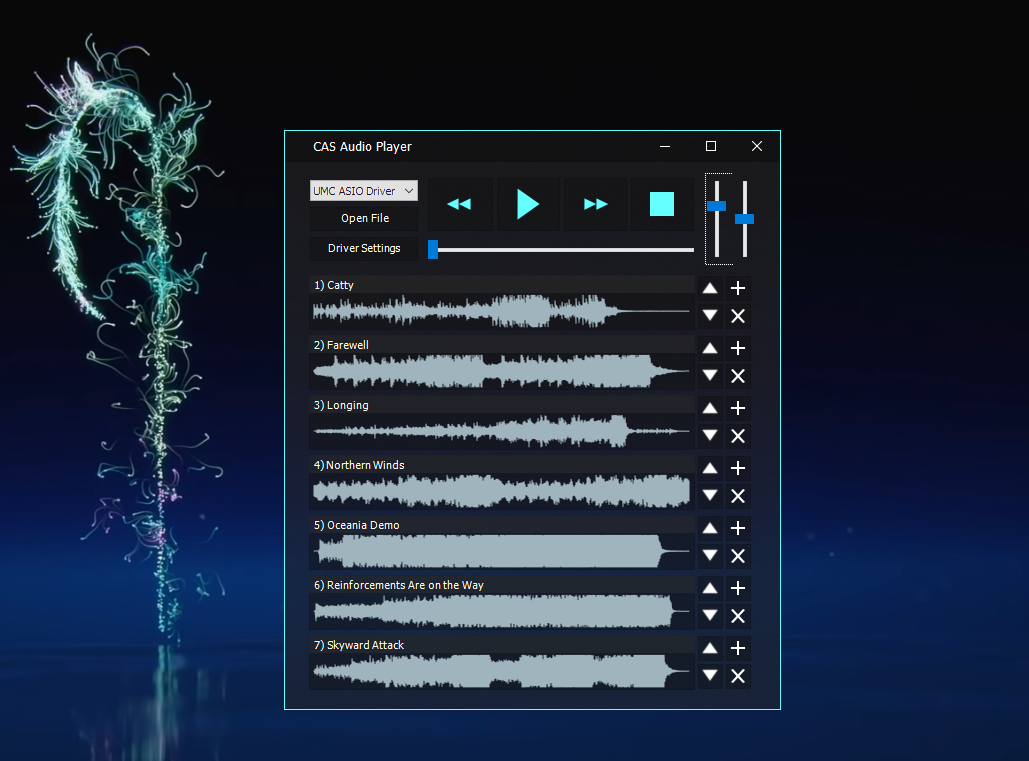 CAS Audio Player
UMC ASIO Driver
Open File
Driver Settings
1) Catty
2) Farewell
3) Longing
4) Northern Winds
5) Oceania Demo
6) Reinforcements Are on the Way
7) Skyward Attack